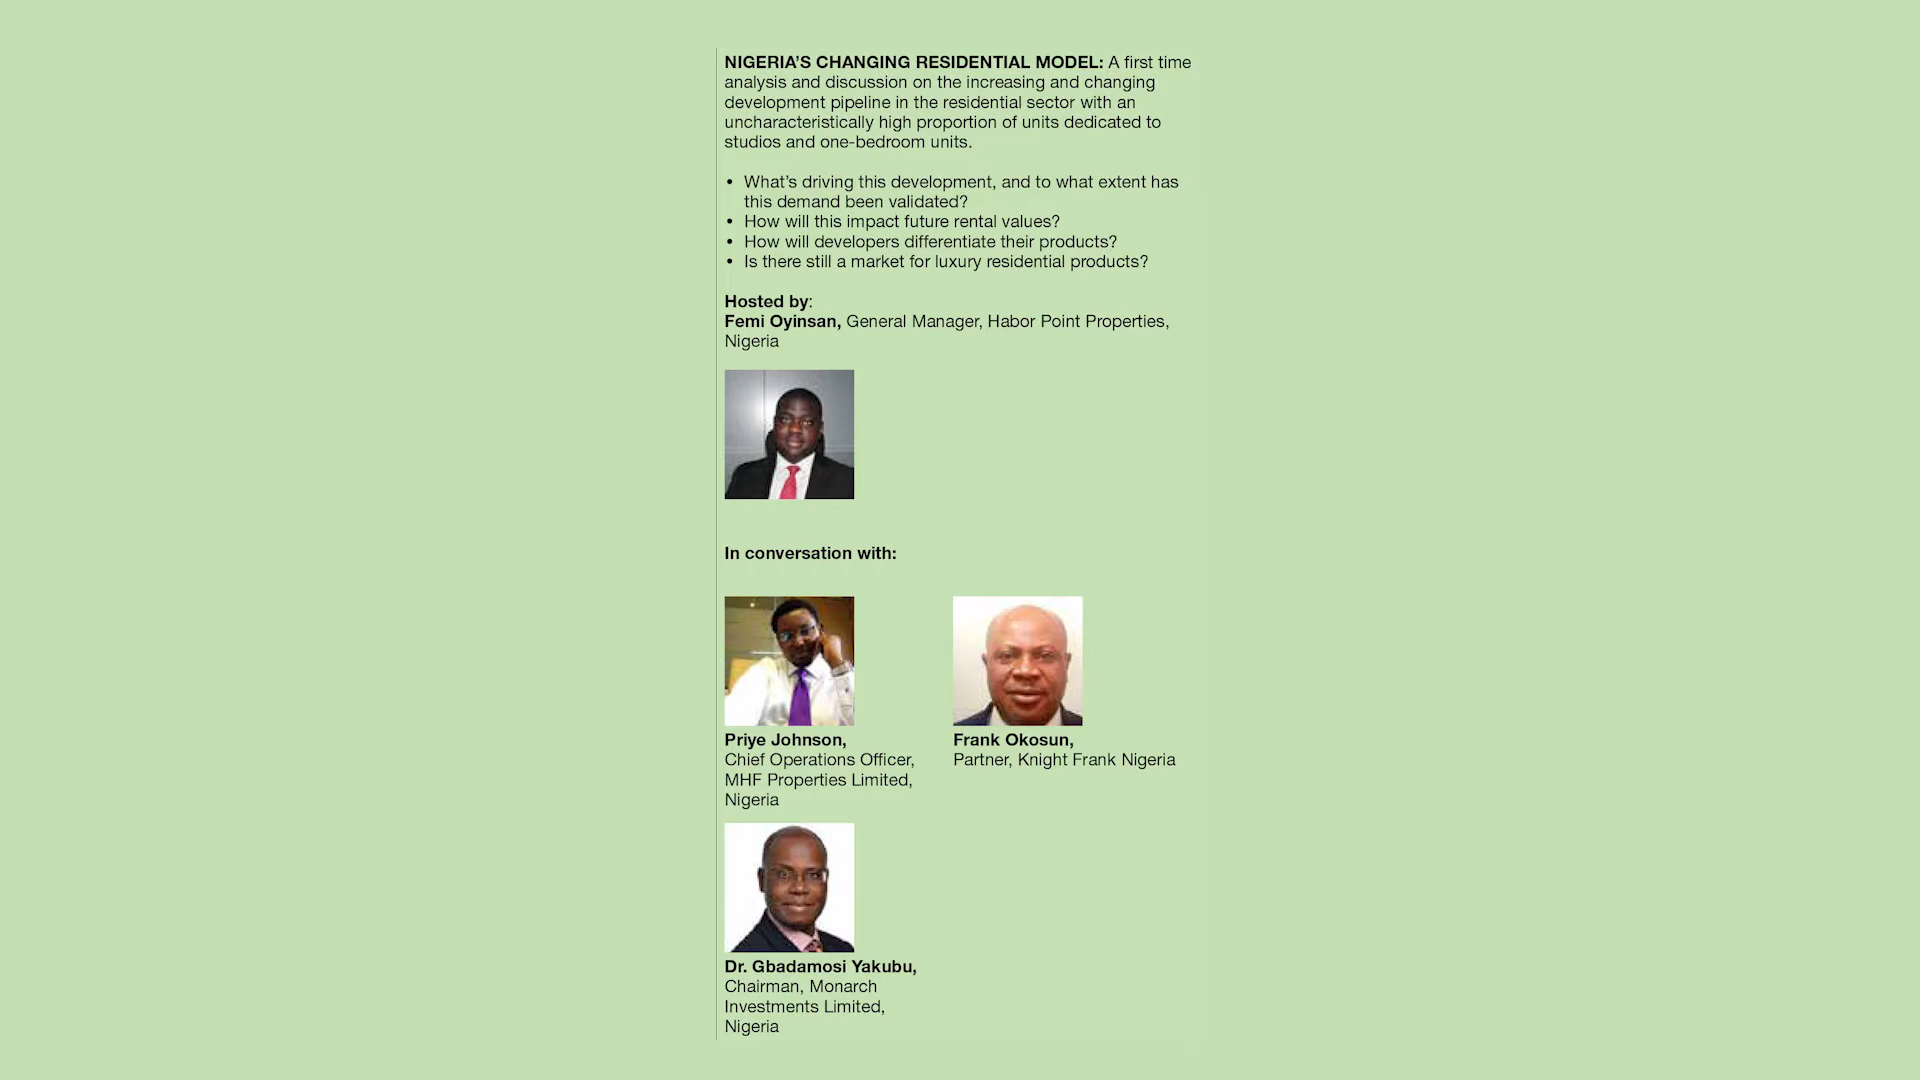 NIGERIA’S CHANGING RESIDENTIAL MODEL: A first time
analysis and discussion on the increasing and changing
development pipeline in the residential sector with an
uncharacteristically high proportion of units dedicated to
studios and one-bedroom units.
• What’s driving this development, and to what extent has
this demand been validated?
• How will this impact future rental values?
• How will developers differentiate their products?
• Is there still a market for luxury residential products?
Hosted by:
Femi Oyinsan, General Manager, Habor Point Properties,
Nigeria
In conversation with:
Priye Johnson,
Chief Operations Officer,
MHF Properties Limited,
Nigeria
Frank Okosun,
Partner, Knight Frank Nigeria
Dr. Gbadamosi Yakubu,
Chairman, Monarch
Investments Limited,
Nigeria